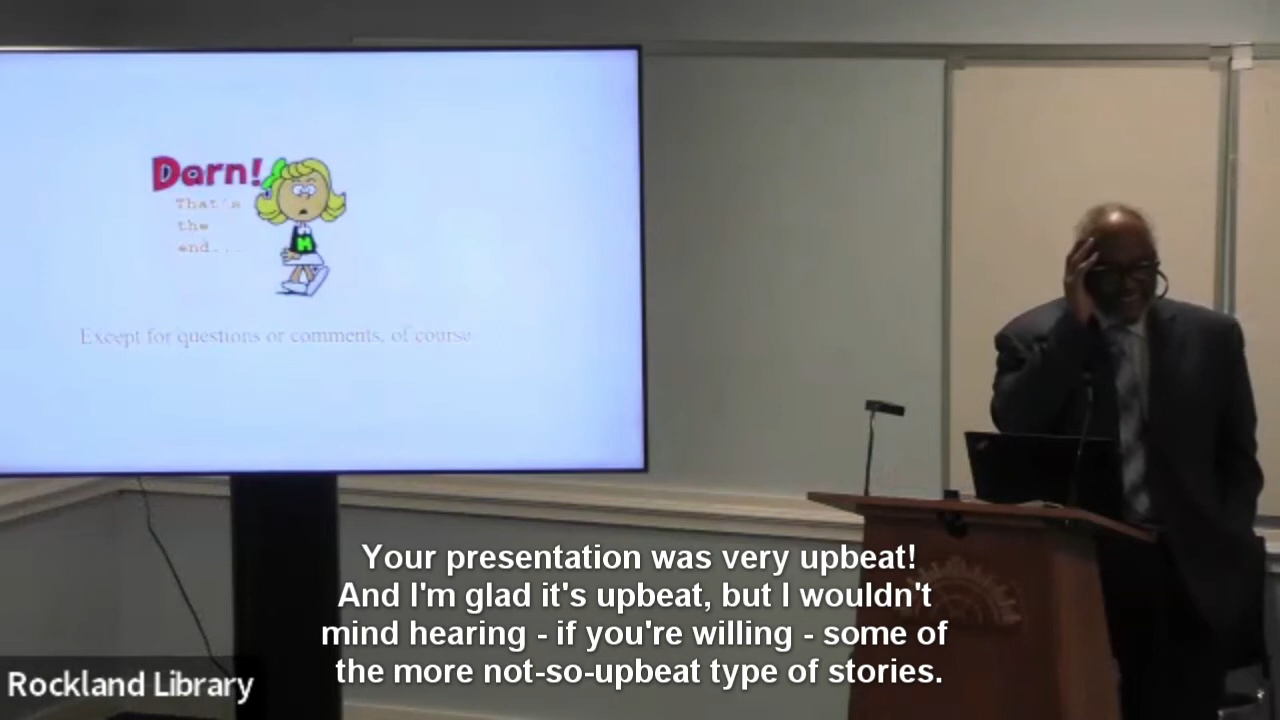 Darn!
That's
the
end...
Except for questions or comments, of course
Your presentation was very upbeat!
And I'm glad it's upbeat, but I wouldn't
mind hearing - if you're willing - some of
the more not-so-upbeat type of stories.
Rockland Library
M